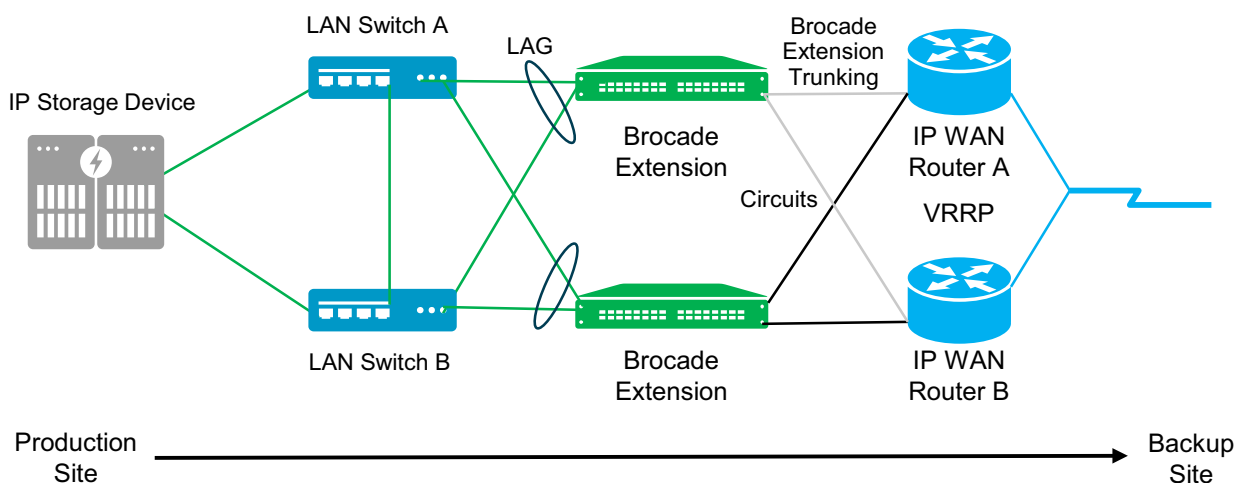 LAN Switch A
LAG
Brocade
Extension
Trunking
IP Storage Device
Brocade
Extension
IP WAN
Router A
Circuits
VRRP
LAN Switch B
Brocade
Extension
IP WAN
Router B
Production
Site
Backup
Site